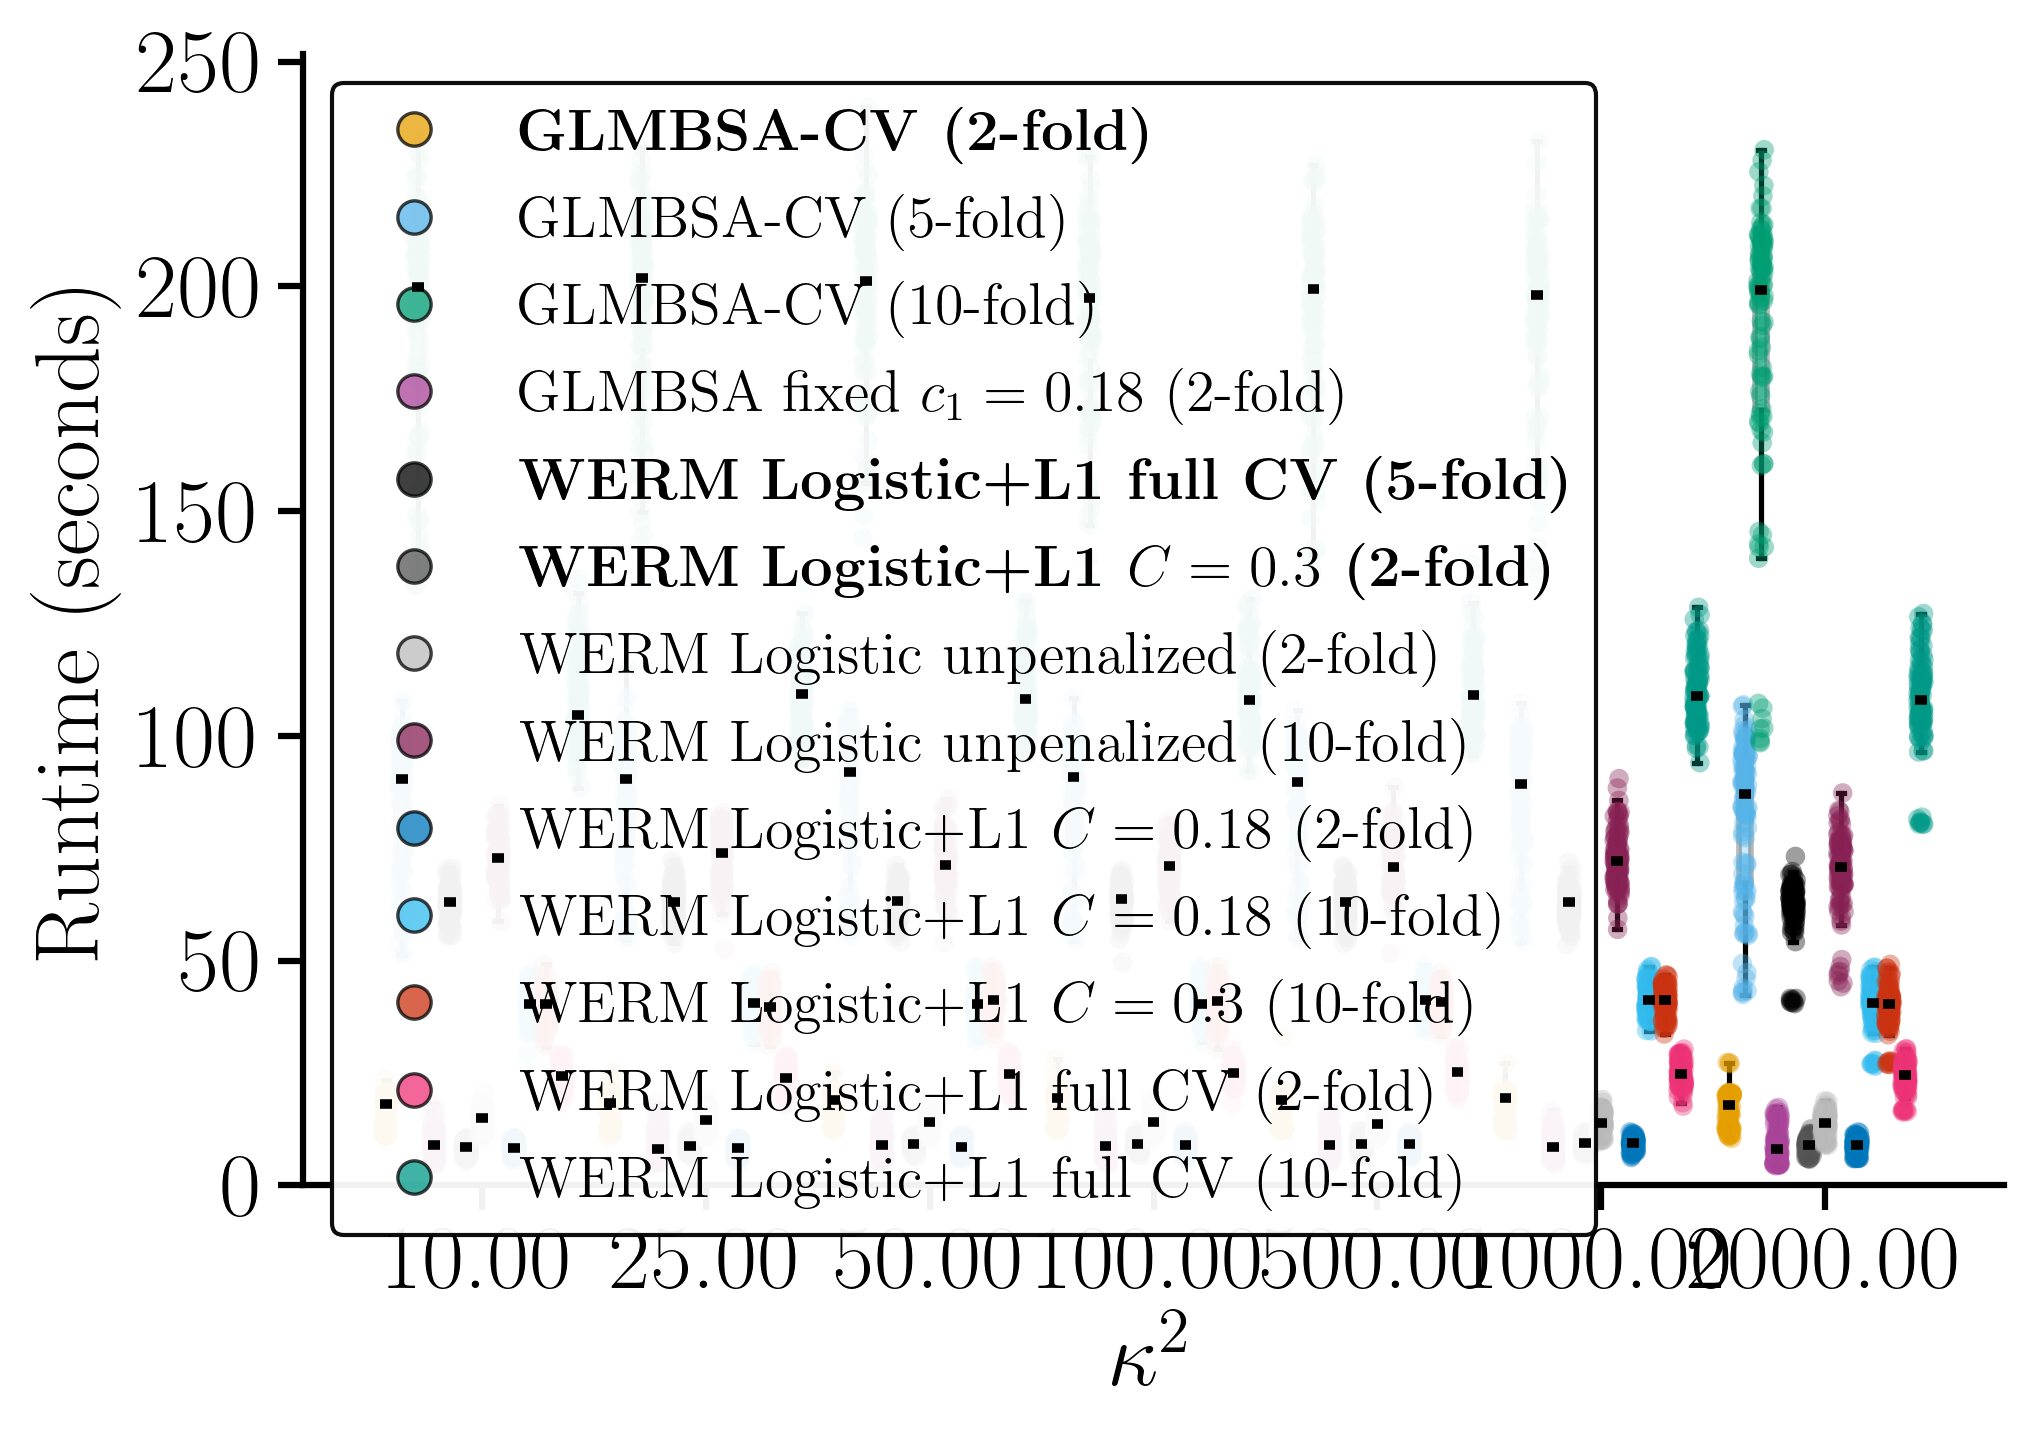 250
200
150
100
50
0
Runtime (seconds)
GLMBSA-CV (2-fold)
GLMBSA-CV (5-fold)
GLMBSA-CV (10-fold)
GLMBSA fixed c₁ = 0.18 (2-fold)
WERM Logistic+L1 full CV (5-fold)
WERM Logistic+L1 C = 0.3 (2-fold)
WERM Logistic unpenalized (2-fold)
WERM Logistic unpenalized (10-fold)
WERM Logistic+L1 C = 0.18 (2-fold)
WERM Logistic+L1 C = 0.18 (10-fold)
WERM Logistic+L1 C = 0.3 (10-fold)
WERM Logistic+L1 full CV (2-fold)
WERM Logistic+L1 full CV (10-fold)
10.00 25.00 50.00 100.00 500.00 1000.00 2000.00
κ²